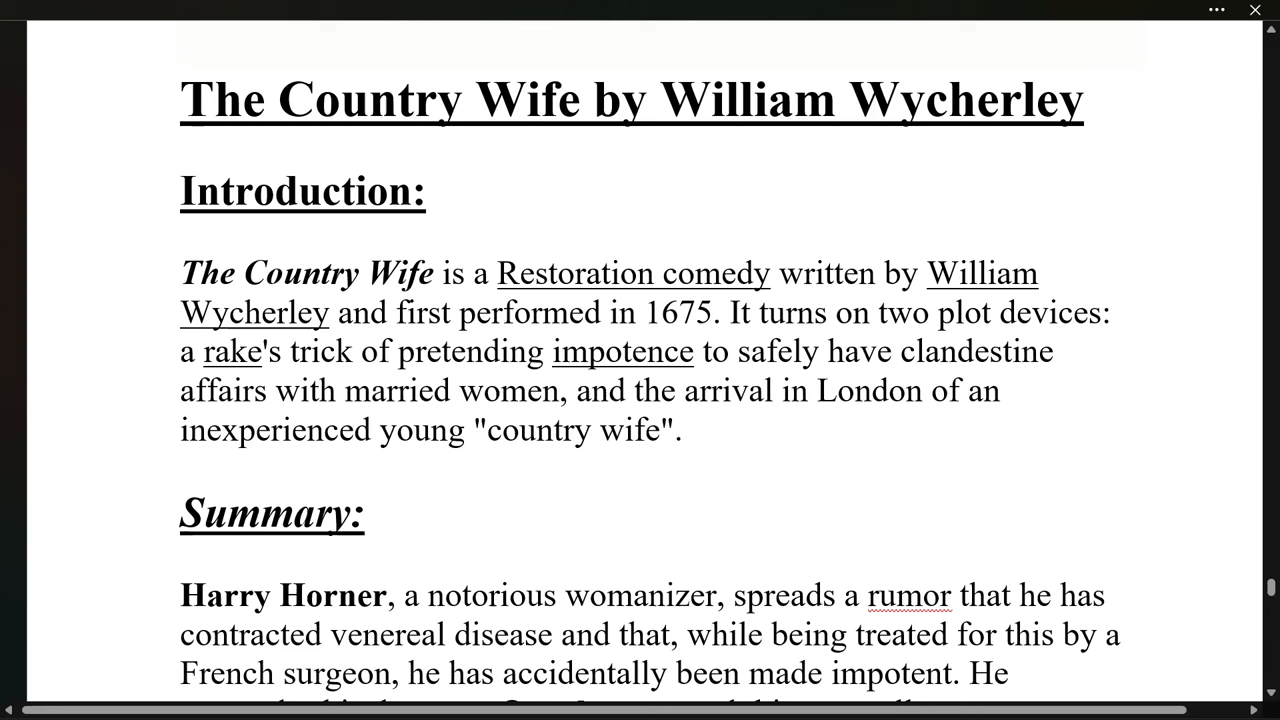 The Country Wife by William Wycherley
Introduction:
The Country Wife is a Restoration comedy written by William
Wycherley and first performed in 1675. It turns on two plot devices:
a rake's trick of pretending impotence to safely have clandestine
affairs with married women, and the arrival in London of an
inexperienced young "country wife".
Summary:
Harry Horner, a notorious womanizer, spreads a rumor that he has
contracted venereal disease and that, while being treated for this by a
French surgeon, he has accidentally been made impotent. He